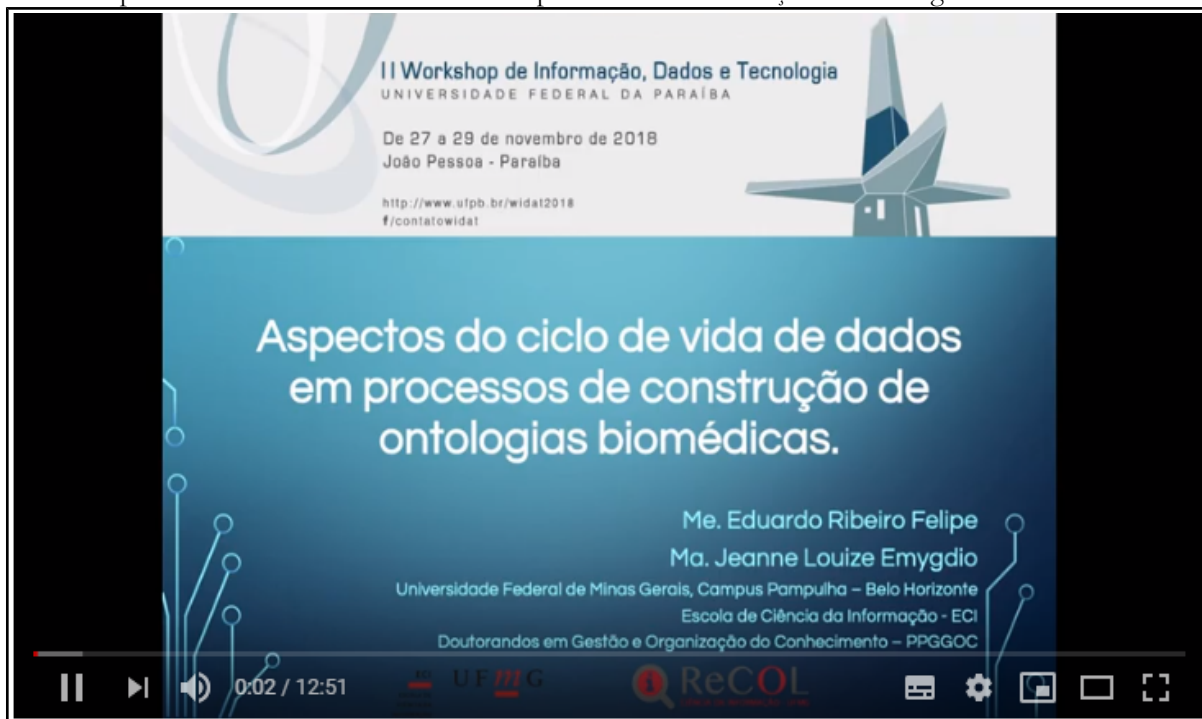 II Workshop de Informação, Dados e Tecnologia
UNIVERSIDADE FEDERAL DA PARAÍBA
De 27 a 29 de novembro de 2018
João Pessoa - Paraíba
http://www.ufpb.br/widat2018
f/contatowidat
Aspectos do ciclo de vida de dados
em processos de construção de
ontologias biomédicas.
Me. Eduardo Ribeiro Felipe
Ma. Jeanne Louize Emygdio
Universidade Federal de Minas Gerais, Campus Pampulha – Belo Horizonte
Escola de Ciência da Informação - ECI
Doutorandos em Gestão e Organização do Conhecimento – PPGGOC
0:02 / 12:51
UFMG
ReCOL